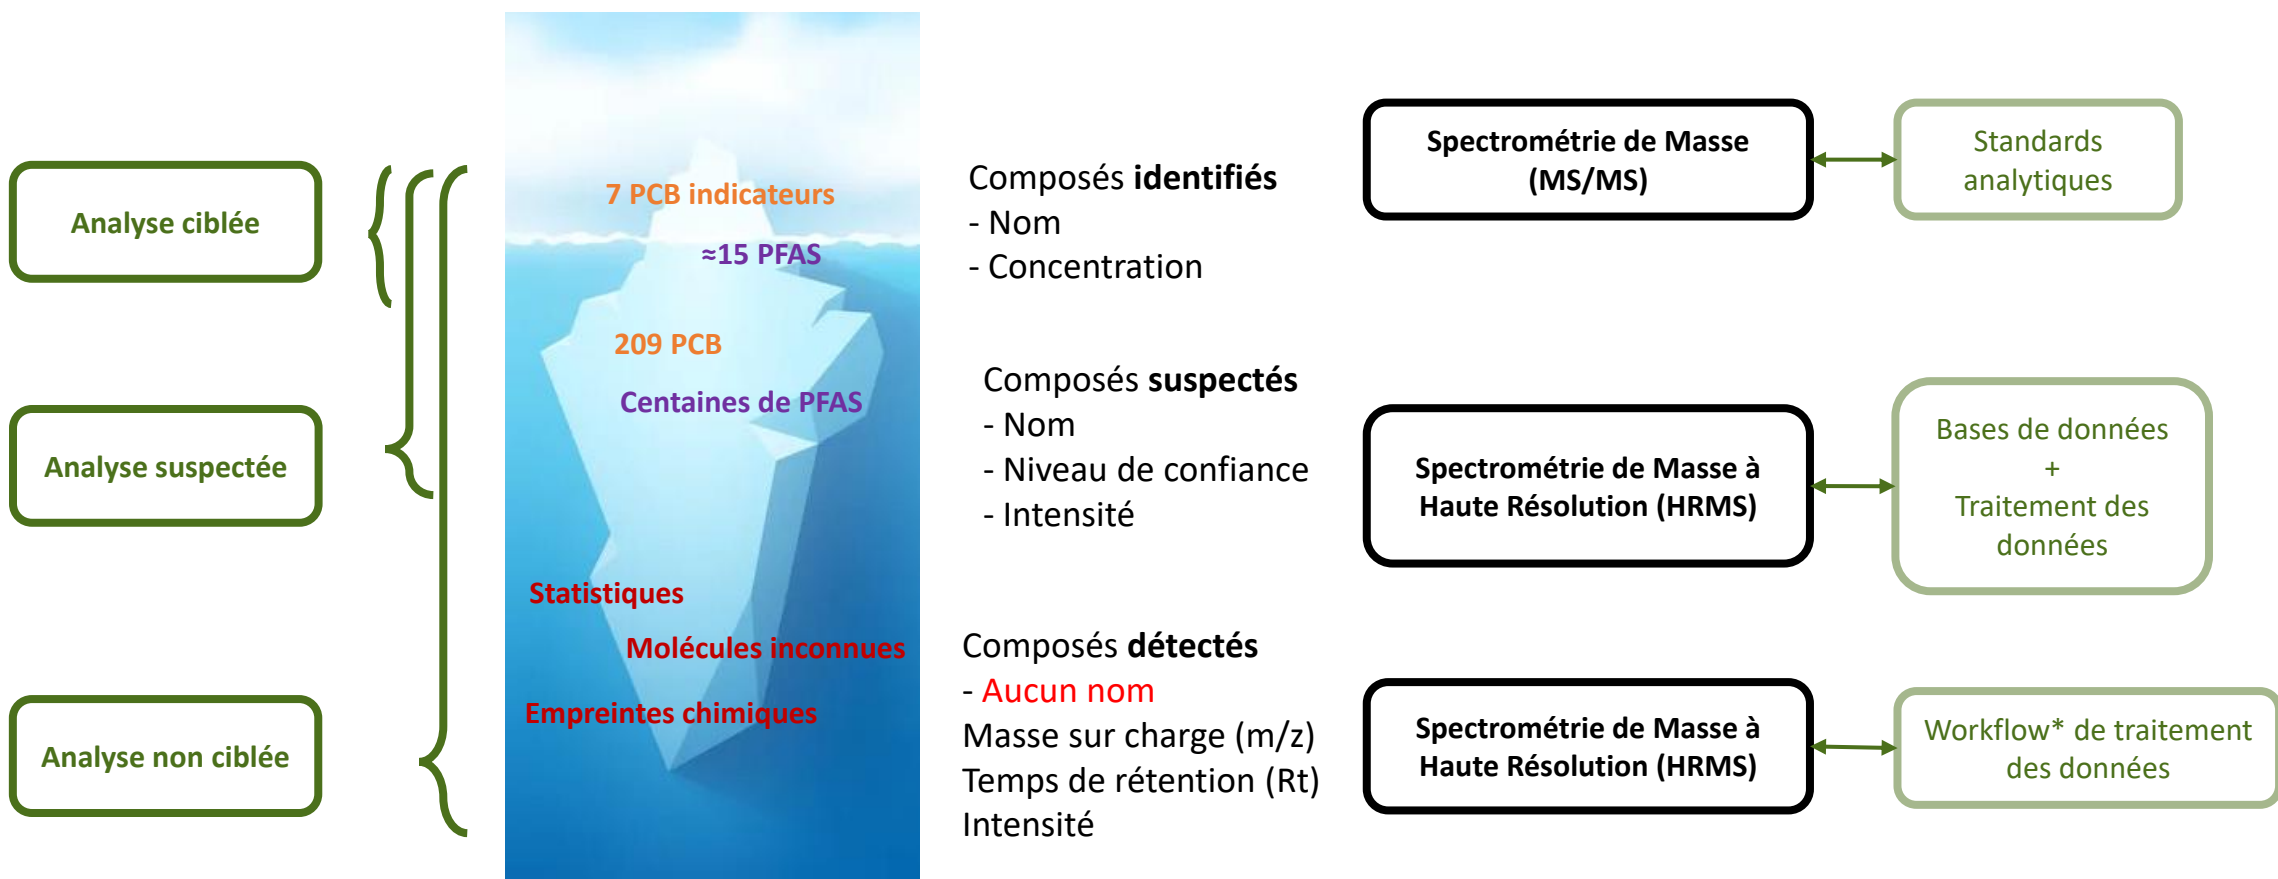 Analyse ciblée
7 PCB indicateurs
≈15 PFAS
Composés identifiés
- Nom
- Concentration
Spectrométrie de Masse
(MS/MS)
Standards
analytiques
Analyse suspectée
209 PCB
Centaines de PFAS
Composés suspectés
- Nom
- Niveau de confiance
- Intensité
Spectrométrie de Masse à
Haute Résolution (HRMS)
Bases de données
+
Traitement des
données
Analyse non ciblée
Statistiques
Molécules inconnues
Empreintes chimiques
Composés détectés
- Aucun nom
Masse sur charge (m/z)
Temps de rétention (Rt)
Intensité
Spectrométrie de Masse à
Haute Résolution (HRMS)
Workflow* de traitement
des données